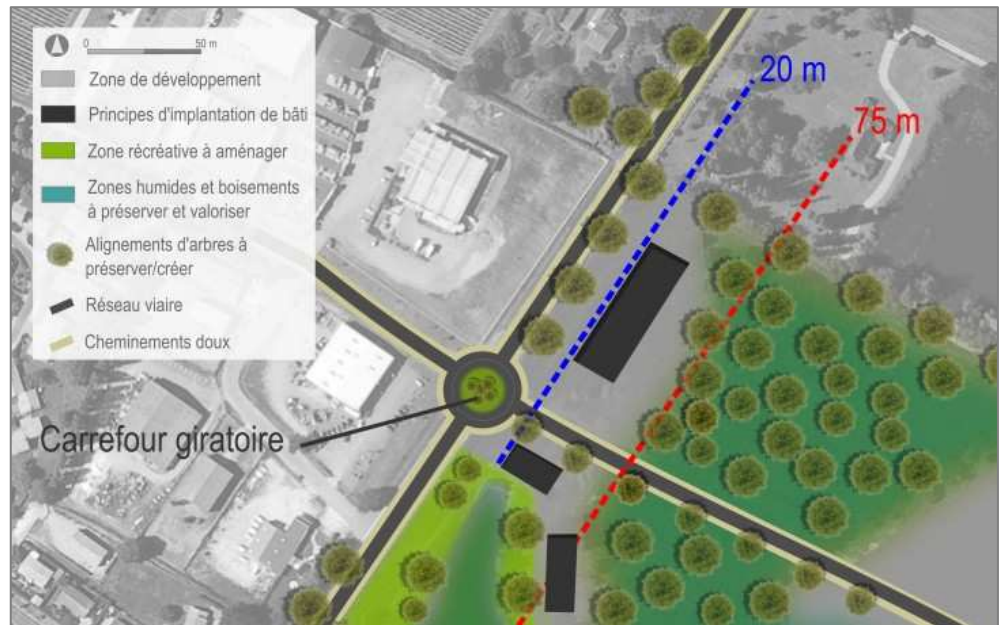 0 50 m
Zone de développement
Principes d'implantation de bâti
Zone récréative à aménager
Zones humides et boisements
à préserver et valoriser
Alignements d'arbres à
préserver/créer
Réseau viaire
Cheminements doux
20 m
75 m
Carrefour giratoire